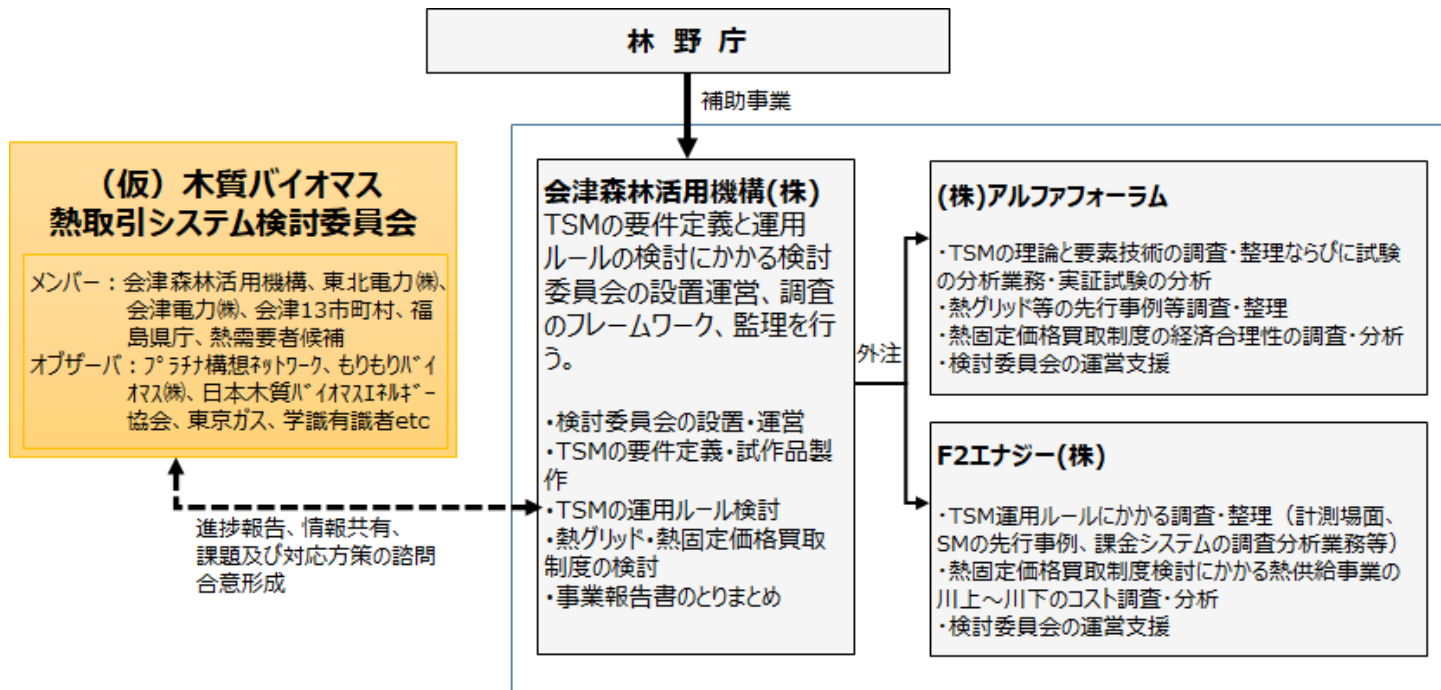 林 野 庁
補助事業
（仮）木質バイオマス
熱取引システム検討委員会
メンバー：会津森林活用機構、東北電力㈱、
会津電力㈱、会津13市町村、福
島県庁、熱需要者候補
オブザーバ：ﾌﾟﾗﾁﾅ構想ﾈｯﾄﾜｰｸ、もりもりﾊﾞｲ
ｵﾏｽ㈱、日本木質ﾊﾞｲｵﾏｽｴﾈﾙｷﾞｰ
協会、東京ガス、学識有識者etc
進捗報告、情報共有、
課題及び対応方策の諮問
合意形成
会津森林活用機構(株)
TSMの要件定義と運用
ルールの検討にかかる検討
委員会の設置運営、調査
のフレームワーク、監理を行
う。
・検討委員会の設置・運営
・TSMの要件定義・試作品製
作
・TSMの運用ルール検討
・熱グリッド・熱固定価格買取
制度の検討
・事業報告書のとりまとめ
外注
(株)アルファフォーラム
・TSMの理論と要素技術の調査・整理ならびに試験
の分析業務・実証試験の分析
・熱グリッド等の先行事例等調査・整理
・熱固定価格買取制度の経済合理性の調査・分析
・検討委員会の運営支援
F2エナジー(株)
・TSM運用ルールにかかる調査・整理（計測場面、
SMの先行事例、課金システムの調査分析業務等）
・熱固定価格買取制度検討にかかる熱供給事業の
川上～川下のコスト調査・分析
・検討委員会の運営支援